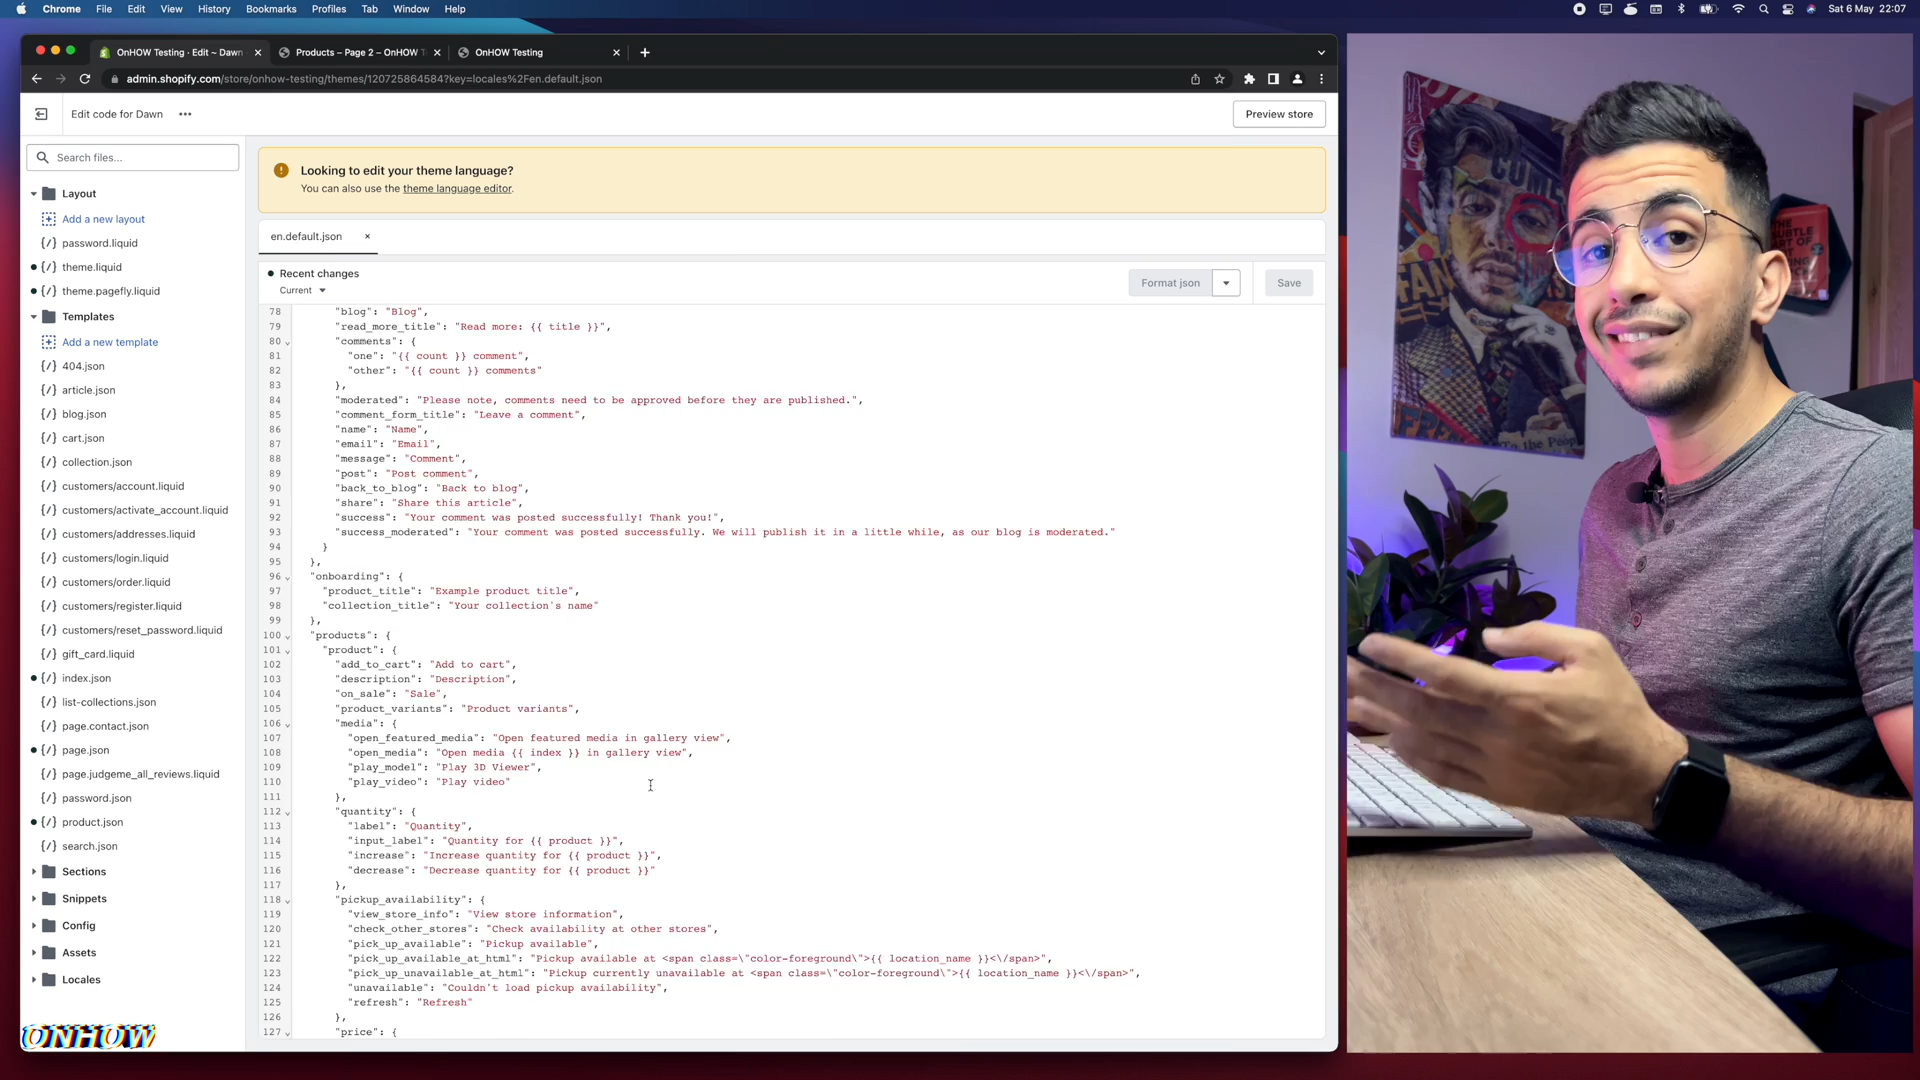 Chrome File Edit View History Bookmarks Profiles Tab Window Help Sat 6 May 22:07
OnHOW Testing · Edit ~ Dawn
Products – Page 2 – OnHOW
OnHOW Testing
admin.shopify.com/store/onhow-testing/themes/120725864584?key=locales%2Fen.default.json
Edit code for Dawn
Preview store
Search files...
Layout
Add a new layout
password.liquid
theme.liquid
theme.pagefly.liquid
Templates
Add a new template
404.json
article.json
blog.json
cart.json
collection.json
customers/account.liquid
customers/activate_account.liquid
customers/addresses.liquid
customers/login.liquid
customers/order.liquid
customers/register.liquid
customers/reset_password.liquid
gift_card.liquid
index.json
list-collections.json
page.contact.json
page.json
page.judgeme_all_reviews.liquid
password.json
product.json
search.json
Sections
Snippets
Config
Assets
Locales
ONHOW
Looking to edit your theme language?
You can also use the theme language editor.
en.default.json
Recent changes
Current
Format json
Save
78 "blog": "Blog",
79 "read_more_title": "Read more: {{ title }}",
80 "comments": {
81 "one": "{{ count }} comment",
82 "other": "{{ count }} comments"
83 },
84 "moderated": "Please note, comments need to be approved before they are published.",
85 "comment_form_title": "Leave a comment",
86 "name": "Name",
87 "email": "Email",
88 "message": "Comment",
89 "post": "Post comment",
90 "back_to_blog": "Back to blog",
91 "share": "Share this article",
92 "success": "Your comment was posted successfully! Thank you!",
93 "success_moderated": "Your comment was posted successfully. We will publish it in a little while, as our blog is moderated."
94 }
95 },
96 "onboarding": {
97 "product_title": "Example product title",
98 "collection_title": "Your collection's name"
99 },
100 "products": {
101 "product": {
102 "add_to_cart": "Add to cart",
103 "description": "Description",
104 "on_sale": "Sale",
105 "product_variants": "Product variants",
106 "media": {
107 "open_featured_media": "Open featured media in gallery view",
108 "open_media": "Open media {{ index }} in gallery view",
109 "play_model": "Play 3D Viewer",
110 "play_video": "Play video"
111 },
112 "quantity": {
113 "label": "Quantity",
114 "input_label": "Quantity for {{ product }}",
115 "increase": "Increase quantity for {{ product }}",
116 "decrease": "Decrease quantity for {{ product }}"
117 },
118 "pickup_availability": {
119 "view_store_info": "View store information",
120 "check_other_stores": "Check availability at other stores",
121 "pick_up_available": "Pickup available",
122 "pick_up_available_at_html": "Pickup available at <span class=\"color-foreground\">{{ location_name }}<\/span>",
123 "pick_up_unavailable_at_html": "Pickup currently unavailable at <span class=\"color-foreground\">{{ location_name }}<\/span>",
124 "unavailable": "Couldn't load pickup availability",
125 "refresh": "Refresh"
126 },
127 "price": {
THE
SUBTLE
ART OF
to the People